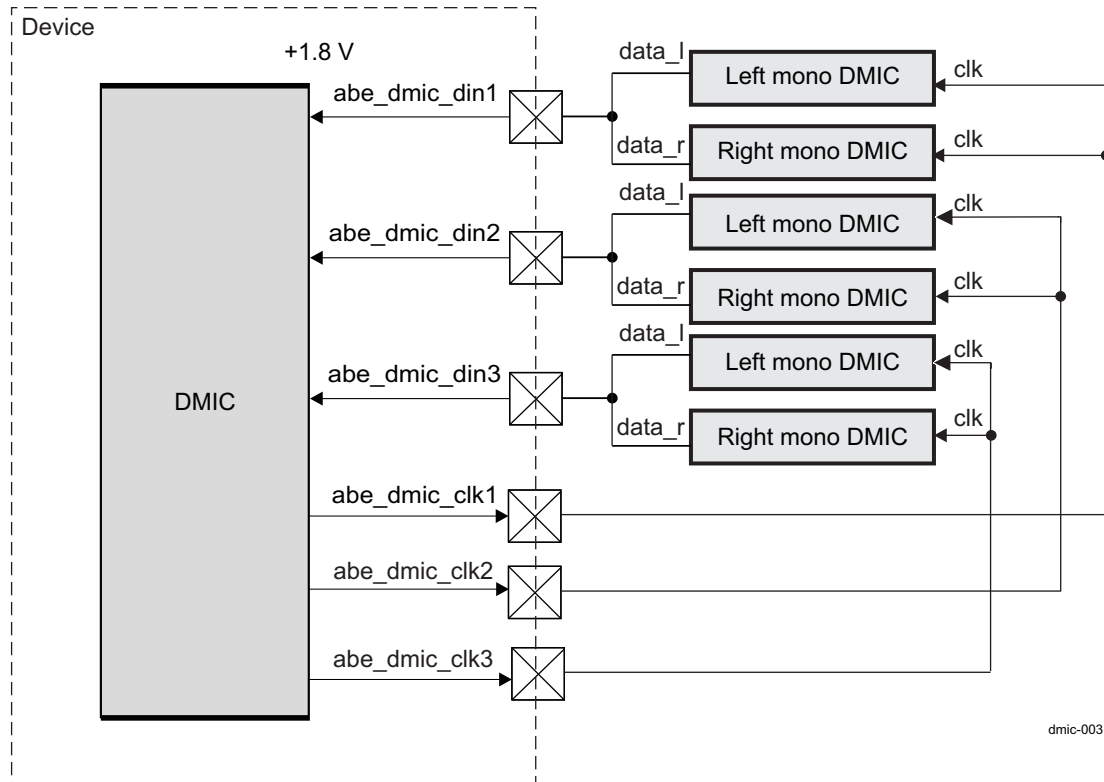 Device
+1.8 V
data_l
Left mono DMIC
clk
abe_dmic_din1
data_r
Right mono DMIC
clk
data_l
Left mono DMIC
clk
abe_dmic_din2
data_r
Right mono DMIC
clk
data_l
Left mono DMIC
clk
abe_dmic_din3
DMIC
data_r
Right mono DMIC
clk
abe_dmic_clk1
abe_dmic_clk2
abe_dmic_clk3
dmic-003